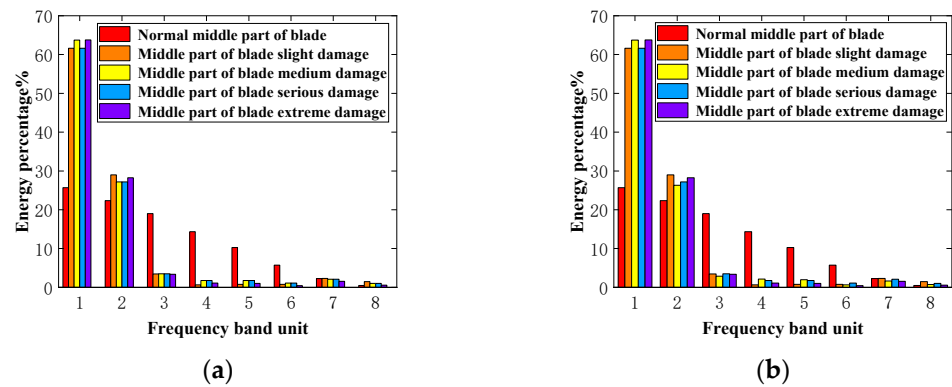 70
60
50
40
30
20
10
0
Energy percentage%
Normal middle part of blade
Middle part of blade slight damage
Middle part of blade medium damage
Middle part of blade serious damage
Middle part of blade extreme damage
1 2 3 4 5 6 7 8
Frequency band unit
(a)
70
60
50
40
30
20
10
0
Energy percentage%
Normal middle part of blade
Middle part of blade slight damage
Middle part of blade medium damage
Middle part of blade serious damage
Middle part of blade extreme damage
1 2 3 4 5 6 7 8
Frequency band unit
(b)